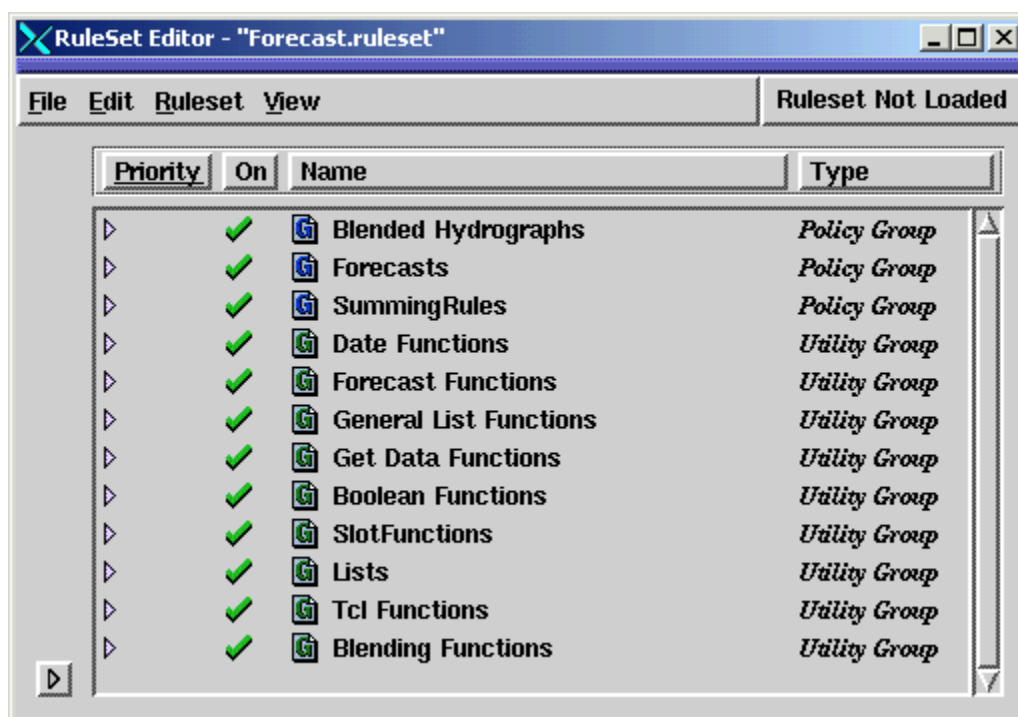 RuleSet Editor - "Forecast.ruleset"
File Edit Ruleset View Ruleset Not Loaded
Priority On Name Type
G Blended Hydrographs Policy Group
G Forecasts Policy Group
G SummingRules Policy Group
G Date Functions Utility Group
G Forecast Functions Utility Group
G General List Functions Utility Group
G Get Data Functions Utility Group
G Boolean Functions Utility Group
G SlotFunctions Utility Group
G Lists Utility Group
G Tcl Functions Utility Group
G Blending Functions Utility Group